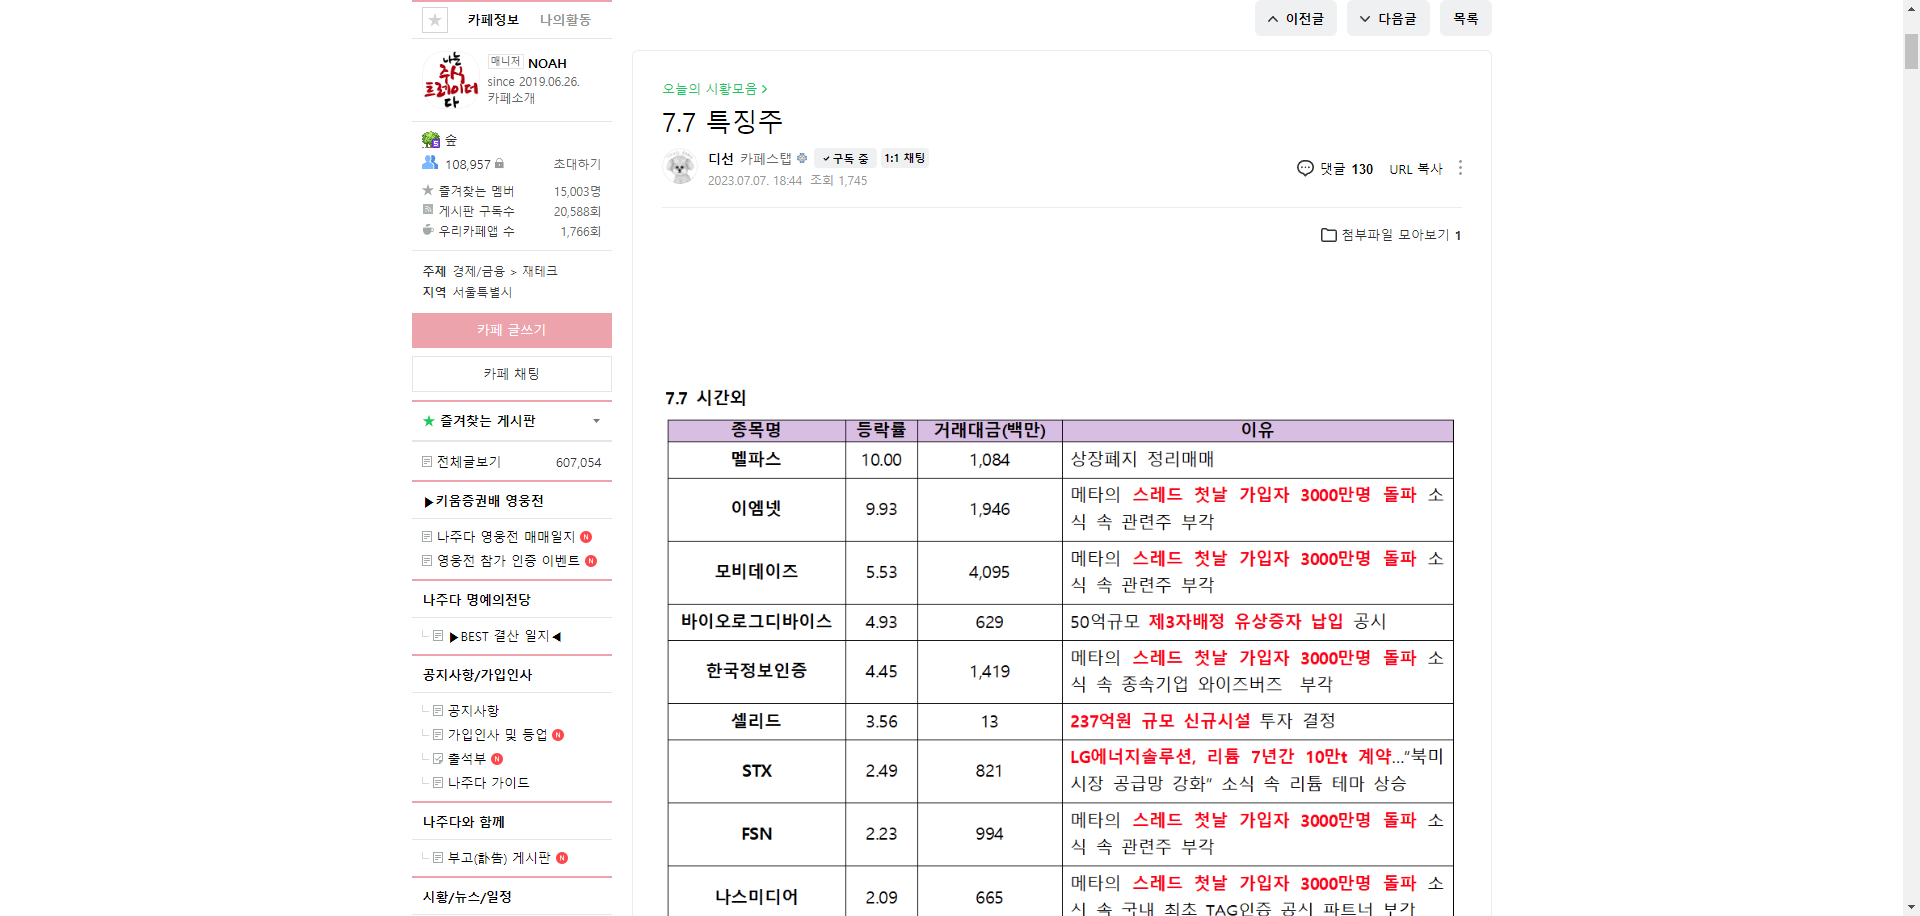 카페정보 나의활동
나는
주식
트레이더
다
매니저 NOAH
since 2019.06.26.
카페소개
숲
108,957 초대하기
즐겨찾는 멤버 15,003명
게시판 구독수 20,588회
우리카페앱 수 1,766회
주제 경제/금융 > 재테크
지역 서울특별시
카페 글쓰기
카페 채팅
★ 즐겨찾는 게시판
전체글보기 607,054
▶키움증권배 영웅전
나주다 영웅전 매매일지 N
영웅전 참가 인증 이벤트 N
나주다 명예의전당
▶BEST 결산 일지◀
공지사항/가입인사
공지사항
가입인사 및 등업 N
출석부 N
나주다 가이드
나주다와 함께
부고(訃告) 게시판 N
시황/뉴스/일정
이전글 다음글 목록
오늘의 시황모음 >
7.7 특징주
디선 카페스탭 구독 중 1:1 채팅
2023.07.07. 18:44 조회 1,745
댓글 130 URL 복사
첨부파일 모아보기 1
7.7 시간외
종목명 등락률 거래대금(백만) 이유
멜파스 10.00 1,084 상장폐지 정리매매
이엠넷 9.93 1,946 메타의 스레드 첫날 가입자 3000만명 돌파 소
식 속 관련주 부각
모비데이즈 5.53 4,095 메타의 스레드 첫날 가입자 3000만명 돌파 소
식 속 관련주 부각
바이오로그디바이스 4.93 629 50억규모 제3자배정 유상증자 납입 공시
한국정보인증 4.45 1,419 메타의 스레드 첫날 가입자 3000만명 돌파 소
식 속 종속기업 와이즈버즈 부각
셀리드 3.56 13 237억원 규모 신규시설 투자 결정
STX 2.49 821 LG에너지솔루션, 리튬 7년간 10만t 계약…“북미
시장 공급망 강화” 소식 속 리튬 테마 상승
FSN 2.23 994 메타의 스레드 첫날 가입자 3000만명 돌파 소
식 속 관련주 부각
나스미디어 2.09 665 메타의 스레드 첫날 가입자 3000만명 돌파 소
식 속 국내 최초 TAG인증 공식 파트너 부각